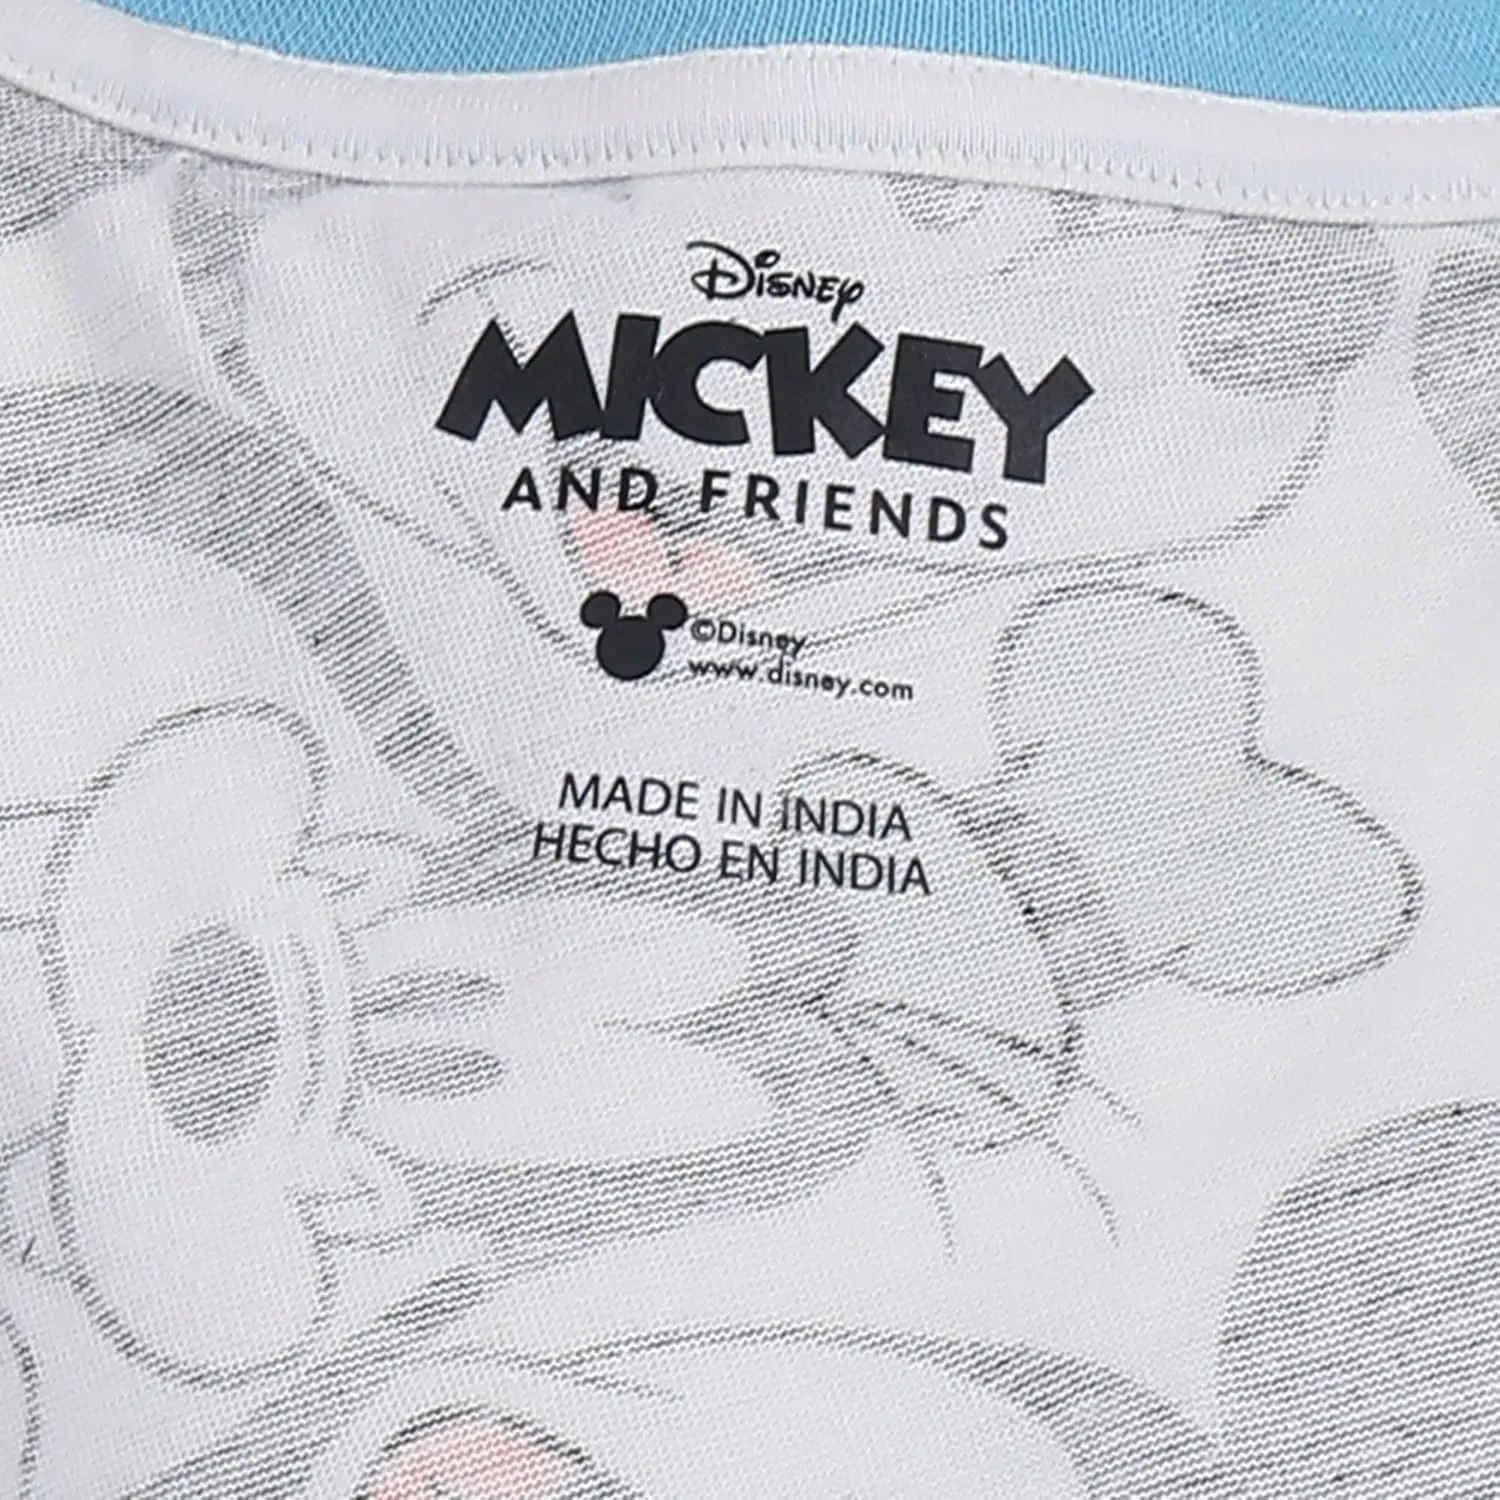 Disney
MICKEY
AND FRIENDS
©Disney
www.disney.com
MADE IN INDIA
HECHO EN INDIA